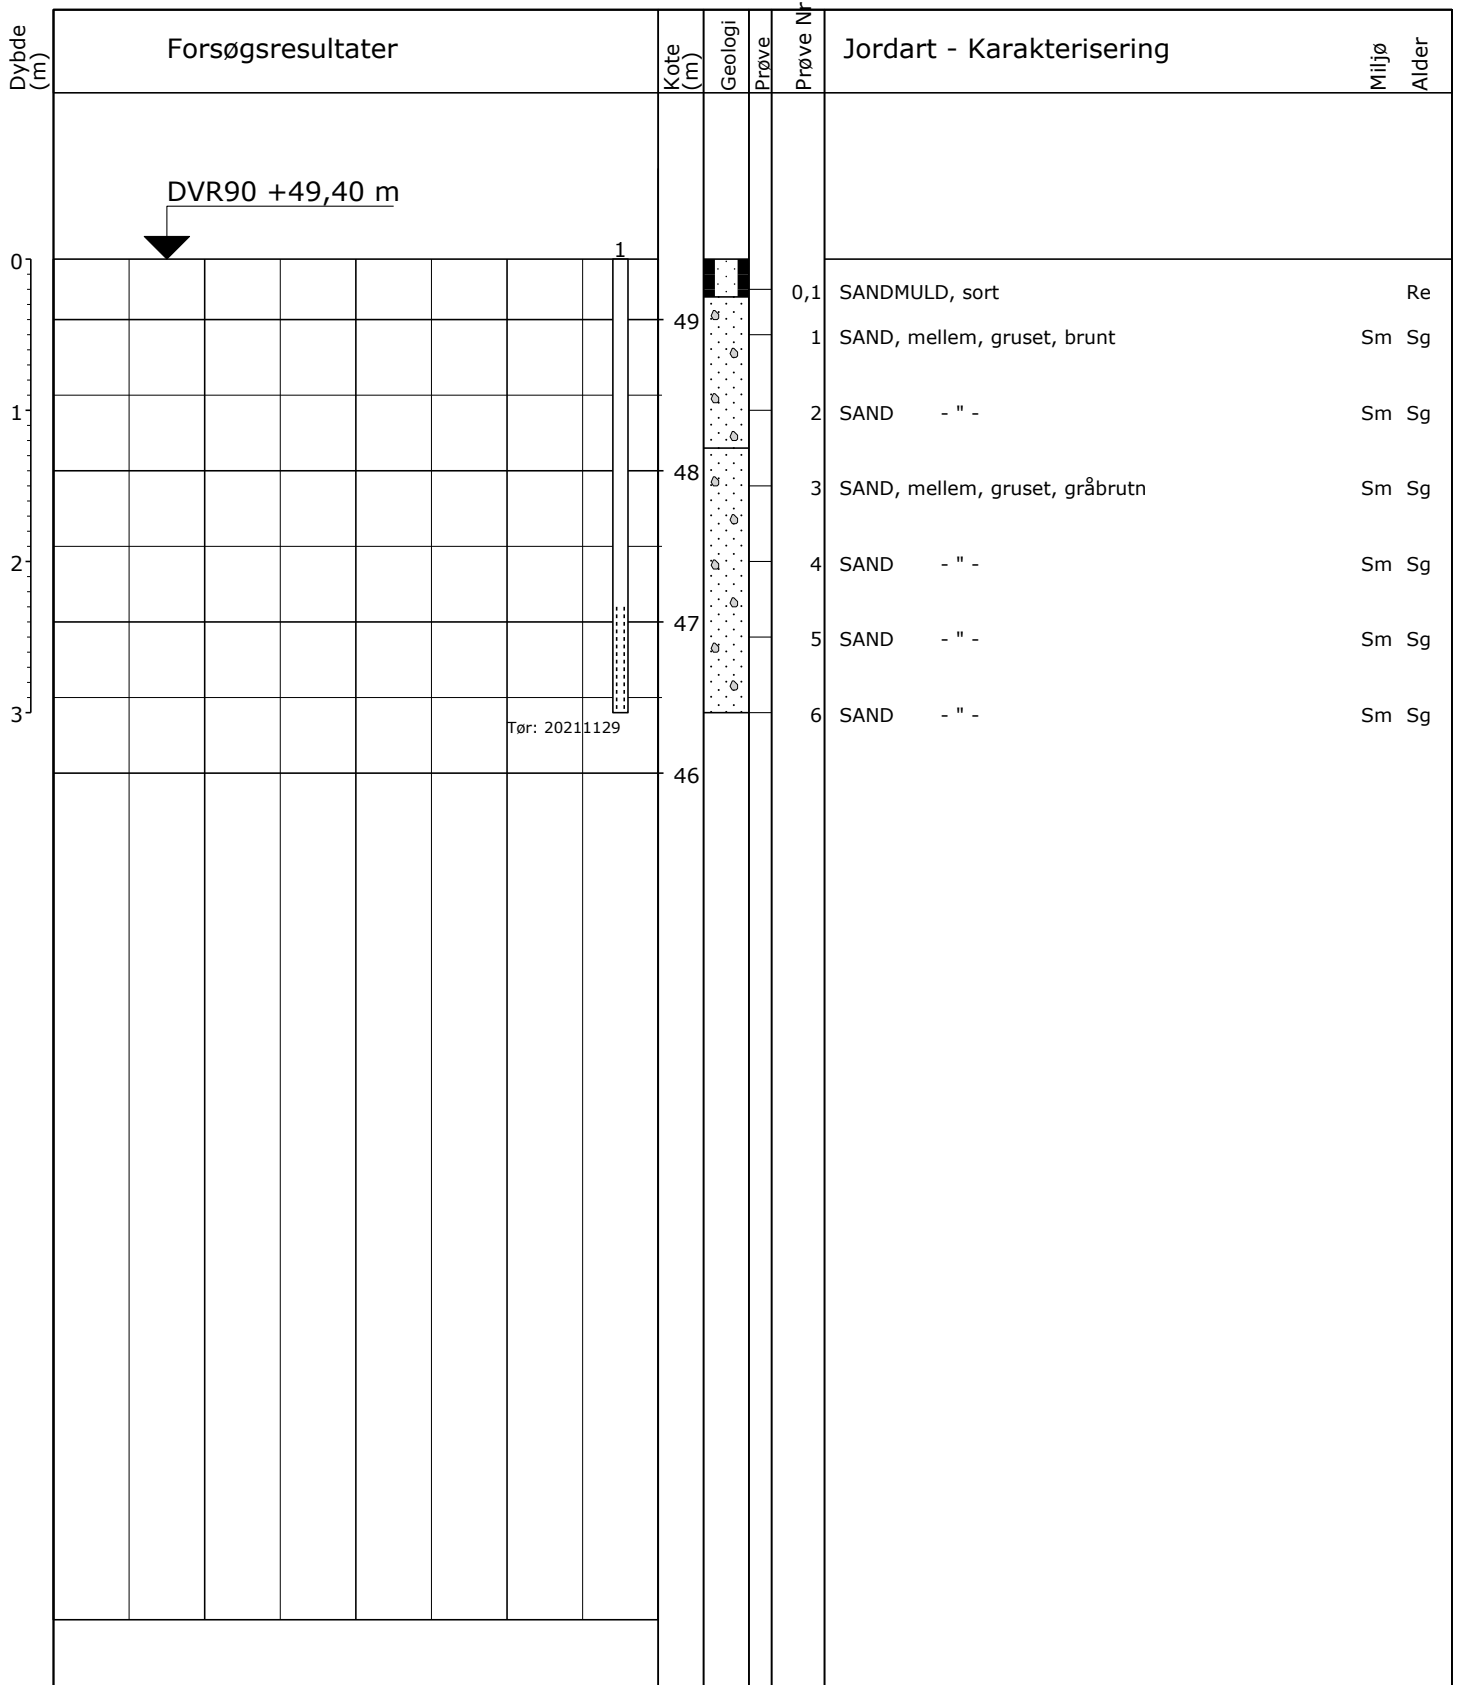 Dybde
(m)
Forsøgsresultater
Kote
(m)
Geologi
Prøve
Prøve Nr
Jordart - Karakterisering
Miljø
Alder
DVR90 +49,40 m
1
0
0,1 SANDMULD, sort Re
49
1 SAND, mellem, gruset, brunt Sm Sg
1
2 SAND - " - Sm Sg
48
3 SAND, mellem, gruset, gråbrutn Sm Sg
2
4 SAND - " - Sm Sg
47
5 SAND - " - Sm Sg
3
6 SAND - " - Sm Sg
Tør: 20211129
46